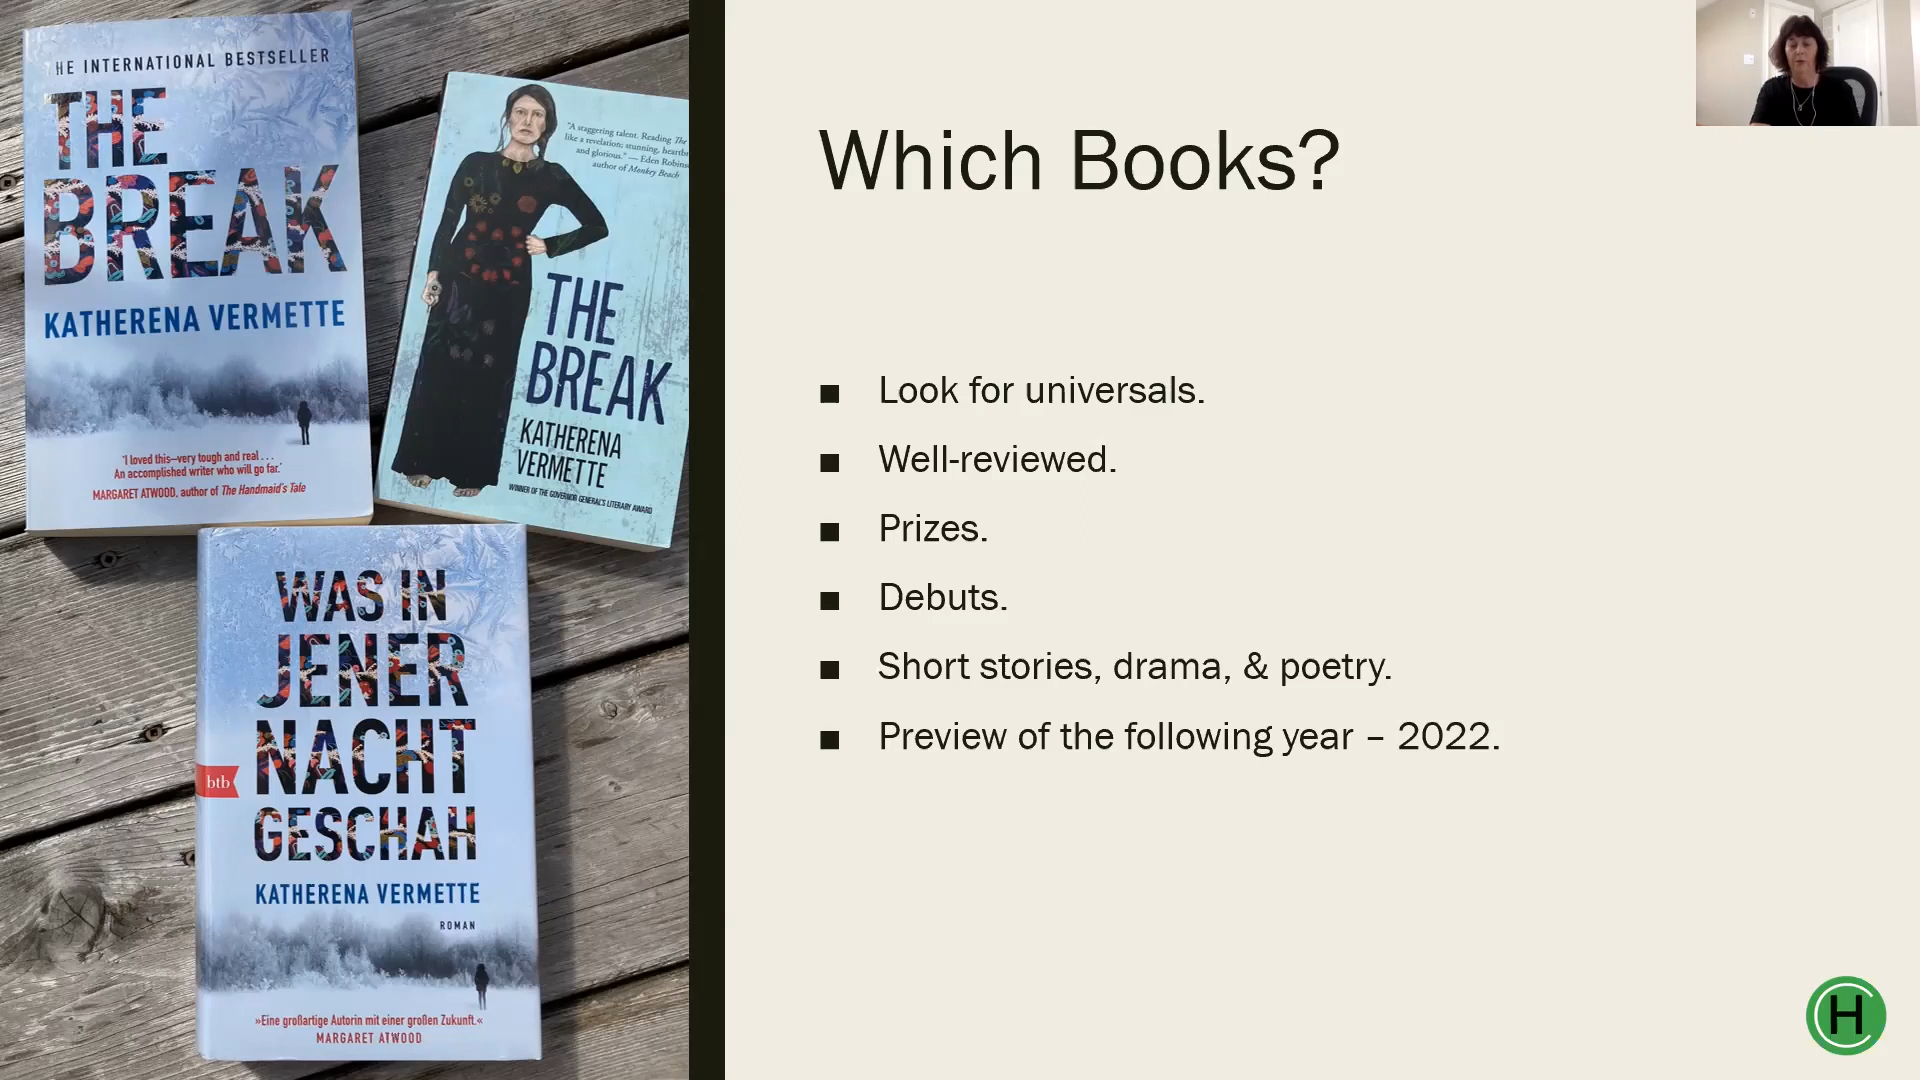 HE INTERNATIONAL BESTSELLER
THE
BREAK
KATHERENA VERMETTE
'I loved this–very tough and real . . .
An accomplished writer who will go far.'
MARGARET ATWOOD, author of The Handmaid's Tale
"A staggering talent. Reading The
like a revelation; stunning, heartb
and glorious." — Eden Robins
author of Monkey Beach
THE
BREAK
KATHERENA
VERMETTE
WINNER OF THE GOVERNOR GENERAL'S LITERARY AWARD
WAS IN
JENER
NACHT
GESCHAH
btb
KATHERENA VERMETTE
ROMAN
»Eine großartige Autorin mit einer großen Zukunft.«
MARGARET ATWOOD
Which Books?
■ Look for universals.
■ Well-reviewed.
■ Prizes.
■ Debuts.
■ Short stories, drama, & poetry.
■ Preview of the following year – 2022.
CH